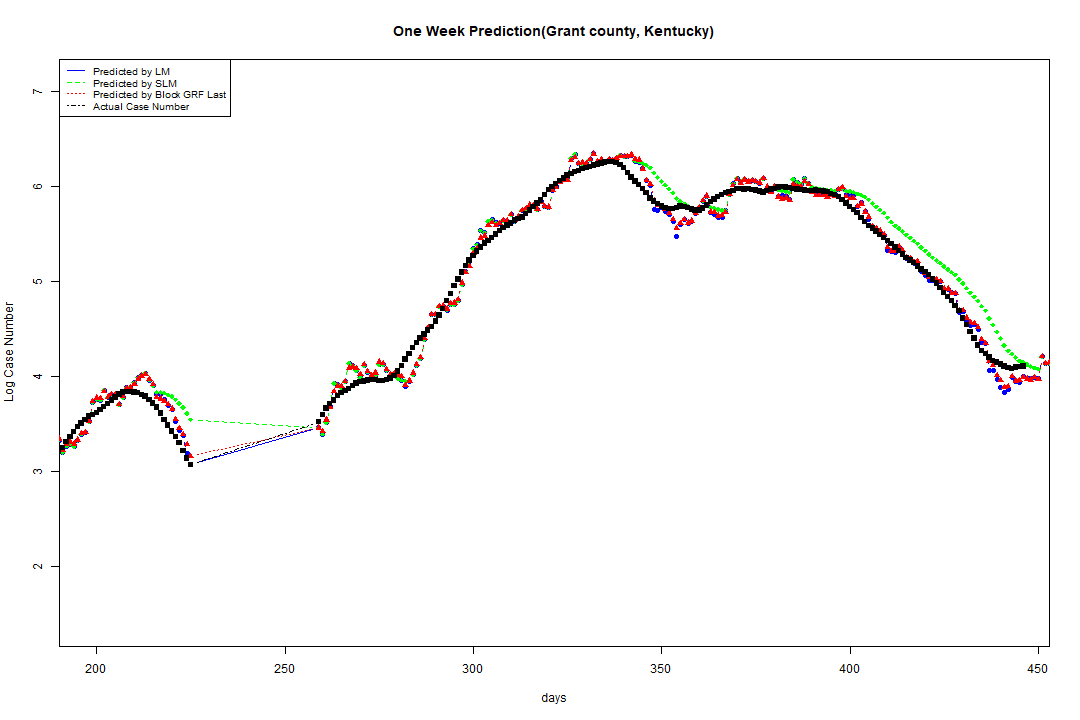 One Week Prediction(Grant county, Kentucky)
Predicted by LM
Predicted by SLM
Predicted by Block GRF Last
Actual Case Number
7
6
5
4
3
2
Log Case Number
200 250 300 350 400 450
days